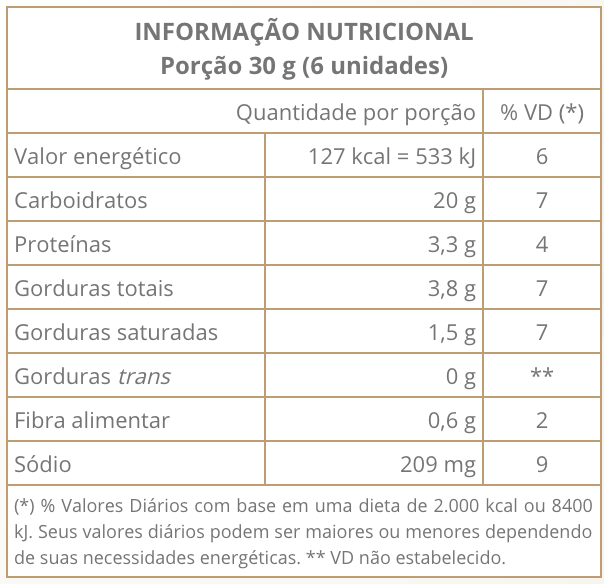 INFORMAÇÃO NUTRICIONAL
Porção 30 g (6 unidades)
Quantidade por porção % VD (*)
Valor energético 127 kcal = 533 kJ 6
Carboidratos 20 g 7
Proteínas 3,3 g 4
Gorduras totais 3,8 g 7
Gorduras saturadas 1,5 g 7
Gorduras trans 0 g **
Fibra alimentar 0,6 g 2
Sódio 209 mg 9
(*) % Valores Diários com base em uma dieta de 2.000 kcal ou 8400
kJ. Seus valores diários podem ser maiores ou menores dependendo
de suas necessidades energéticas. ** VD não estabelecido.